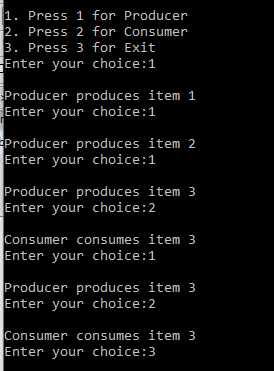 1. Press 1 for Producer
2. Press 2 for Consumer
3. Press 3 for Exit
Enter your choice:1
Producer produces item 1
Enter your choice:1
Producer produces item 2
Enter your choice:1
Producer produces item 3
Enter your choice:2
Consumer consumes item 3
Enter your choice:1
Producer produces item 3
Enter your choice:2
Consumer consumes item 3
Enter your choice:3